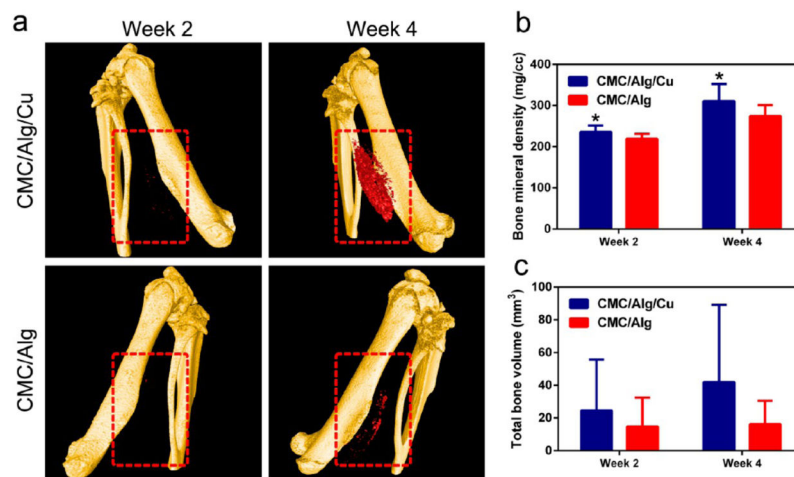 a
Week 2
Week 4
CMC/Alg/Cu
CMC/Alg
b
Bone mineral density (mg/cc)
400
300
200
100
0
CMC/Alg/Cu
CMC/Alg
*
*
Week 2
Week 4
c
Total bone volume (mm³)
100
80
60
40
20
0
CMC/Alg/Cu
CMC/Alg
Week 2
Week 4